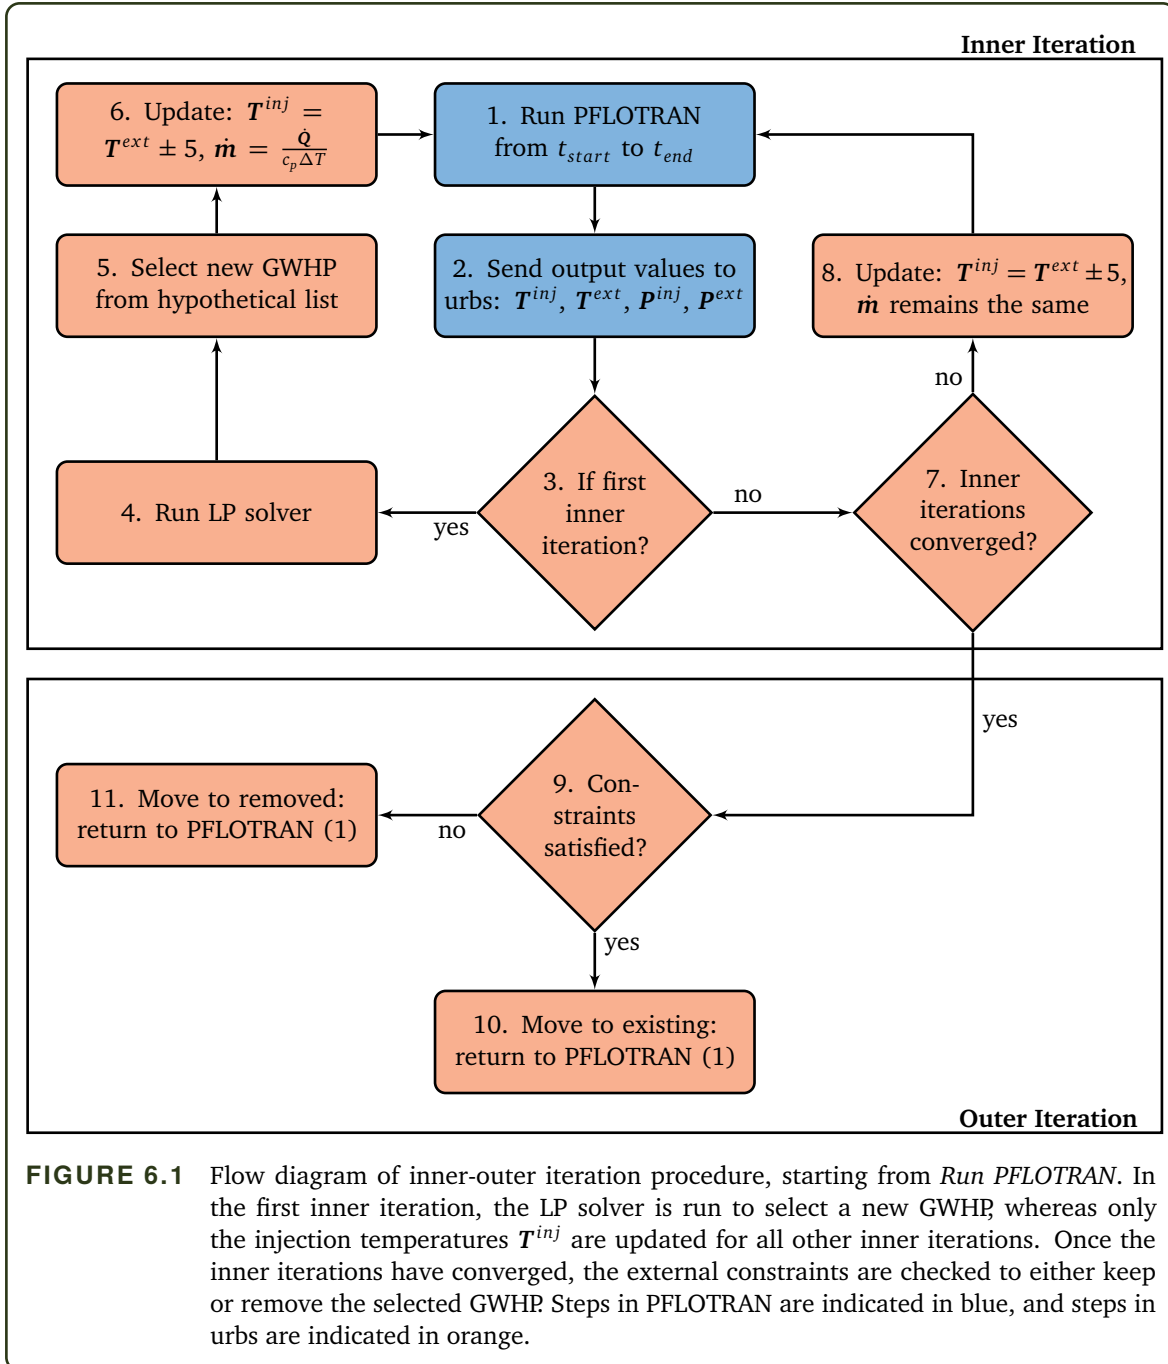 Inner Iteration
6. Update: T^{inj} =
T^{ext} ± 5, ṁ = \frac{Q̇}{c_p ΔT}
1. Run PFLOTRAN
from t_{start} to t_{end}
5. Select new GWHP
from hypothetical list
2. Send output values to
urbs: T^{inj}, T^{ext}, P^{inj}, P^{ext}
8. Update: T^{inj} = T^{ext} ± 5,
ṁ remains the same
no
4. Run LP solver
yes
3. If first
inner
iteration?
no
7. Inner
iterations
converged?
yes
11. Move to removed:
return to PFLOTRAN (1)
no
9. Con-
straints
satisfied?
yes
10. Move to existing:
return to PFLOTRAN (1)
Outer Iteration
FIGURE 6.1 Flow diagram of inner-outer iteration procedure, starting from Run PFLOTRAN. In
the first inner iteration, the LP solver is run to select a new GWHP, whereas only
the injection temperatures T^{inj} are updated for all other inner iterations. Once the
inner iterations have converged, the external constraints are checked to either keep
or remove the selected GWHP. Steps in PFLOTRAN are indicated in blue, and steps in
urbs are indicated in orange.